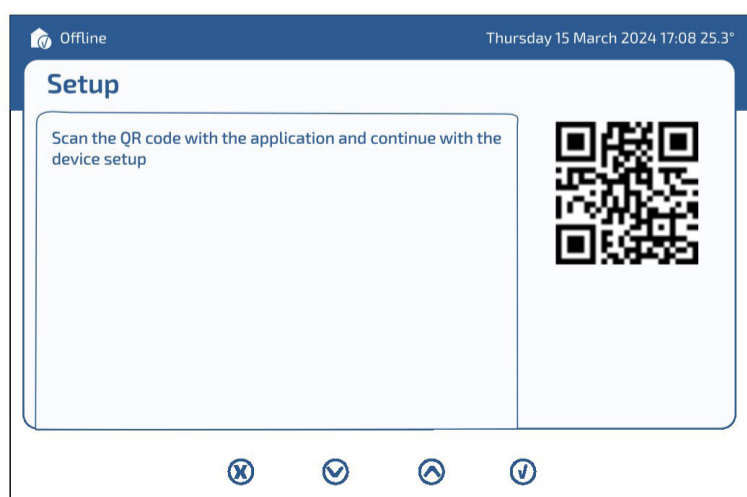 Offline
Thursday 15 March 2024 17:08 25.3°
Setup
Scan the QR code with the application and continue with the
device setup